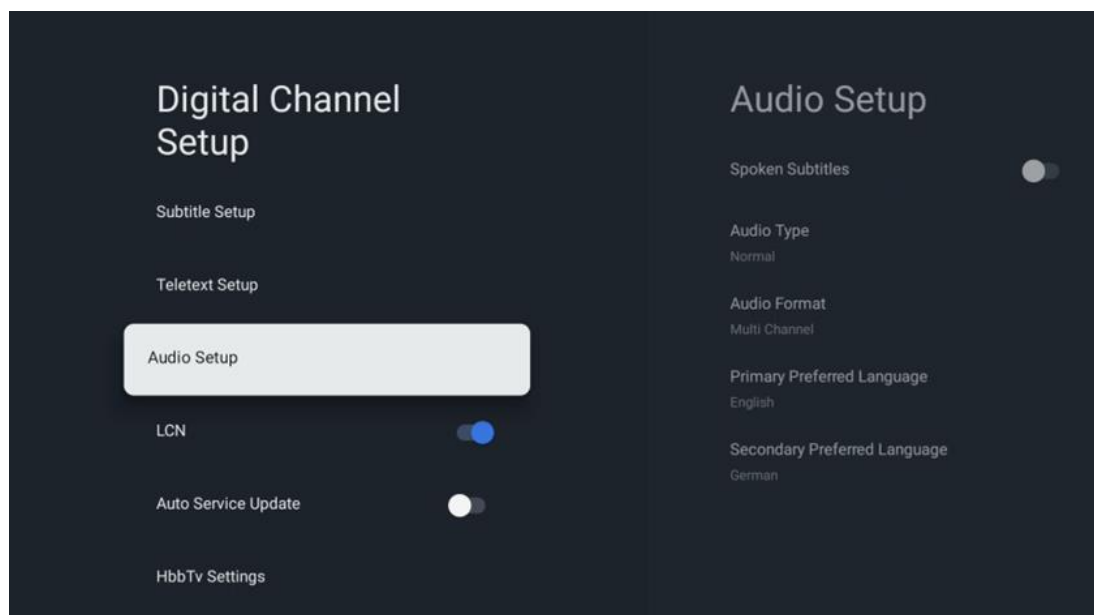 Digital Channel
Setup
Subtitle Setup
Teletext Setup
Audio Setup
LCN
Auto Service Update
HbbTv Settings
Audio Setup
Spoken Subtitles
Audio Type
Normal
Audio Format
Multi Channel
Primary Preferred Language
English
Secondary Preferred Language
German